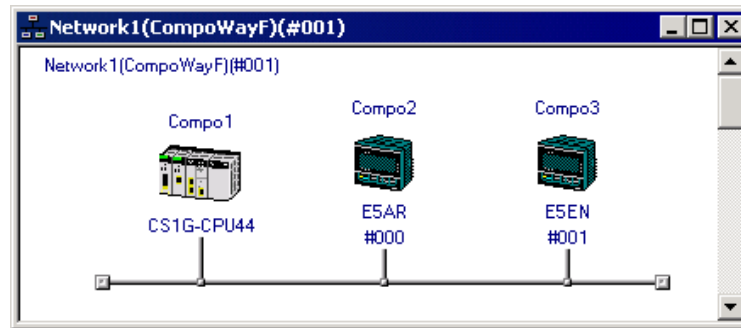 Network1(CompoWayF)(#001)
Network1(CompoWayF)(#001)
Compo1
Compo2
Compo3
CS1G-CPU44
E5AR
E5EN
#000
#001